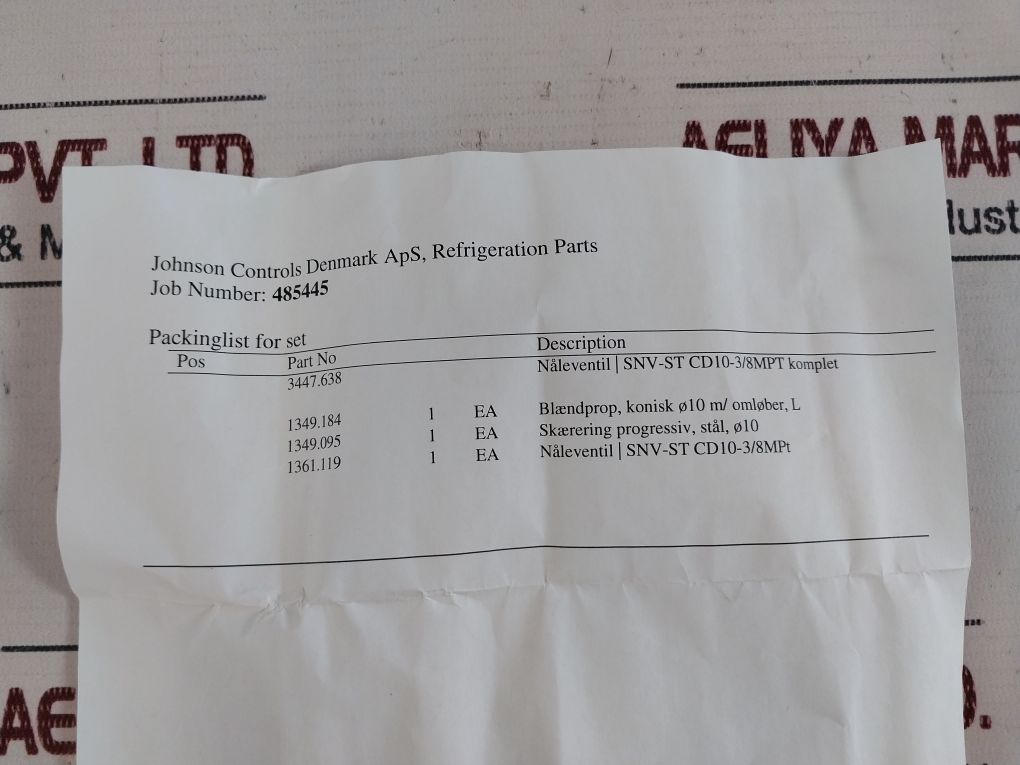 PVT. LTD
AELIYA MAR
& M
dust
Johnson Controls Denmark ApS, Refrigeration Parts
Job Number: 485445
Packinglist for set
Pos Part No Description
3447.638 Nåleventil | SNV-ST CD10-3/8MPT komplet
1349.184 1 EA Blændprop, konisk ø10 m/ omløber, L
1349.095 1 EA Skærering progressiv, stål, ø10
1361.119 1 EA Nåleventil | SNV-ST CD10-3/8MPt
AE
D.